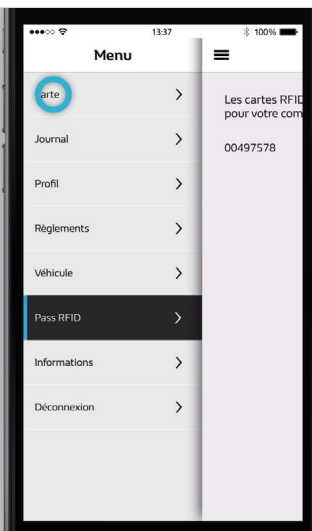 13:37
100%
Menu
Carte
Journal
Profil
Règlements
Véhicule
Pass RFID
Informations
Déconnexion
Les cartes RFID
pour votre com
00497578